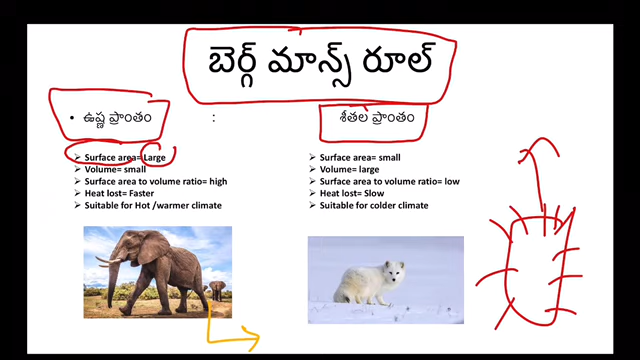 బెర్గ్ మాన్స్ రూల్
• ఉష్ణ ప్రాంతం :
➢ Surface area= Large
➢ Volume= small
➢ Surface area to volume ratio= high
➢ Heat lost= Faster
➢ Suitable for Hot /warmer climate
శీతల ప్రాంతం
➢ Surface area= small
➢ Volume= large
➢ Surface area to volume ratio= low
➢ Heat lost= Slow
➢ Suitable for colder climate